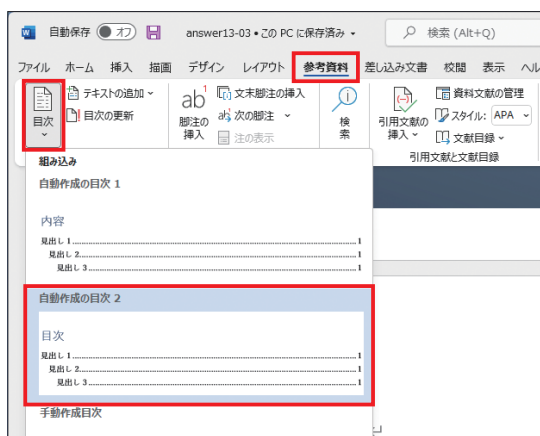 自動保存 オフ answer13-03 • この PC に保存済み 検索 (Alt+Q)
ファイル ホーム 挿入 描画 デザイン レイアウト 参考資料 差し込み文書 校閲 表示 ヘル
目次
テキストの追加
目次の更新
ab1
脚注の
挿入
文末脚注の挿入
次の脚注
注の表示
検
索
引用文献の
挿入
資料文献の管理
スタイル: APA
文献目録
引用文献と文献目録
組み込み
自動作成の目次 1
内容
見出し 1........1
見出し 2........1
見出し 3........1
自動作成の目次 2
目次
見出し 1........1
見出し 2........1
見出し 3........1
手動作成目次